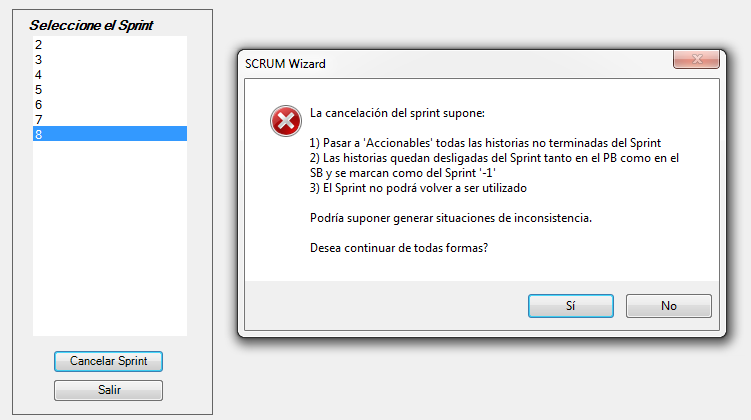 Seleccione el Sprint
2
3
4
5
6
7
8
Cancelar Sprint
Salir
SCRUM Wizard
La cancelación del sprint supone:
1) Pasar a 'Accionables' todas las historias no terminadas del Sprint
2) Las historias quedan desligadas del Sprint tanto en el PB como en el
SB y se marcan como del Sprint '-1'
3) El Sprint no podrá volver a ser utilizado
Podría suponer generar situaciones de inconsistencia.
Desea continuar de todas formas?
Sí
No